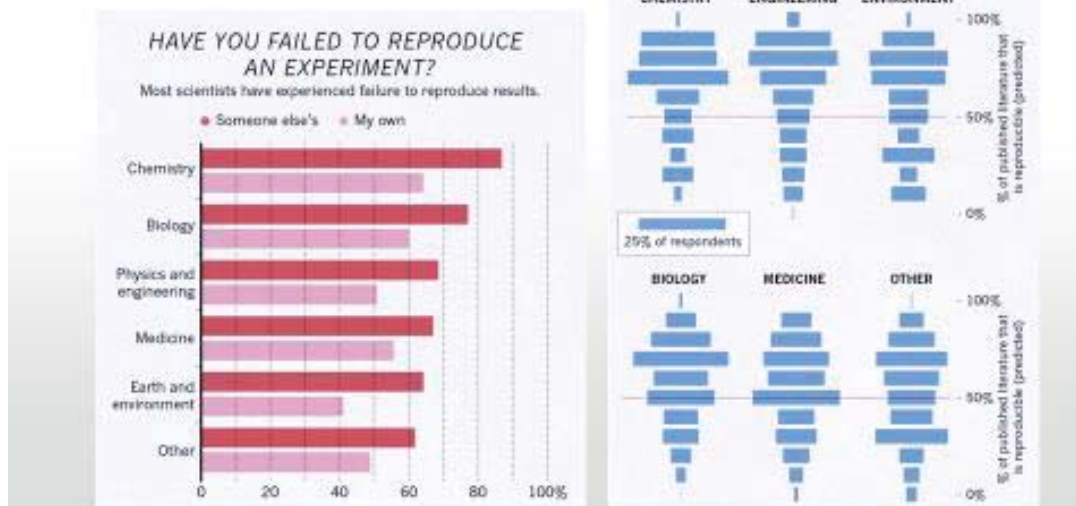 HAVE YOU FAILED TO REPRODUCE
AN EXPERIMENT?
Most scientists have experienced failure to reproduce results.
Someone else's My own
Chemistry
Biology
Physics and
engineering
Medicine
Earth and
environment
Other
0 20 40 60 80 100%
CHEMISTRY ENGINEERING ENVIRONMENT
100%
50%
0%
% of published literature that
is reproducible (predicted)
25% of respondents
BIOLOGY MEDICINE OTHER
100%
50%
0%
% of published literature that
is reproducible (predicted)